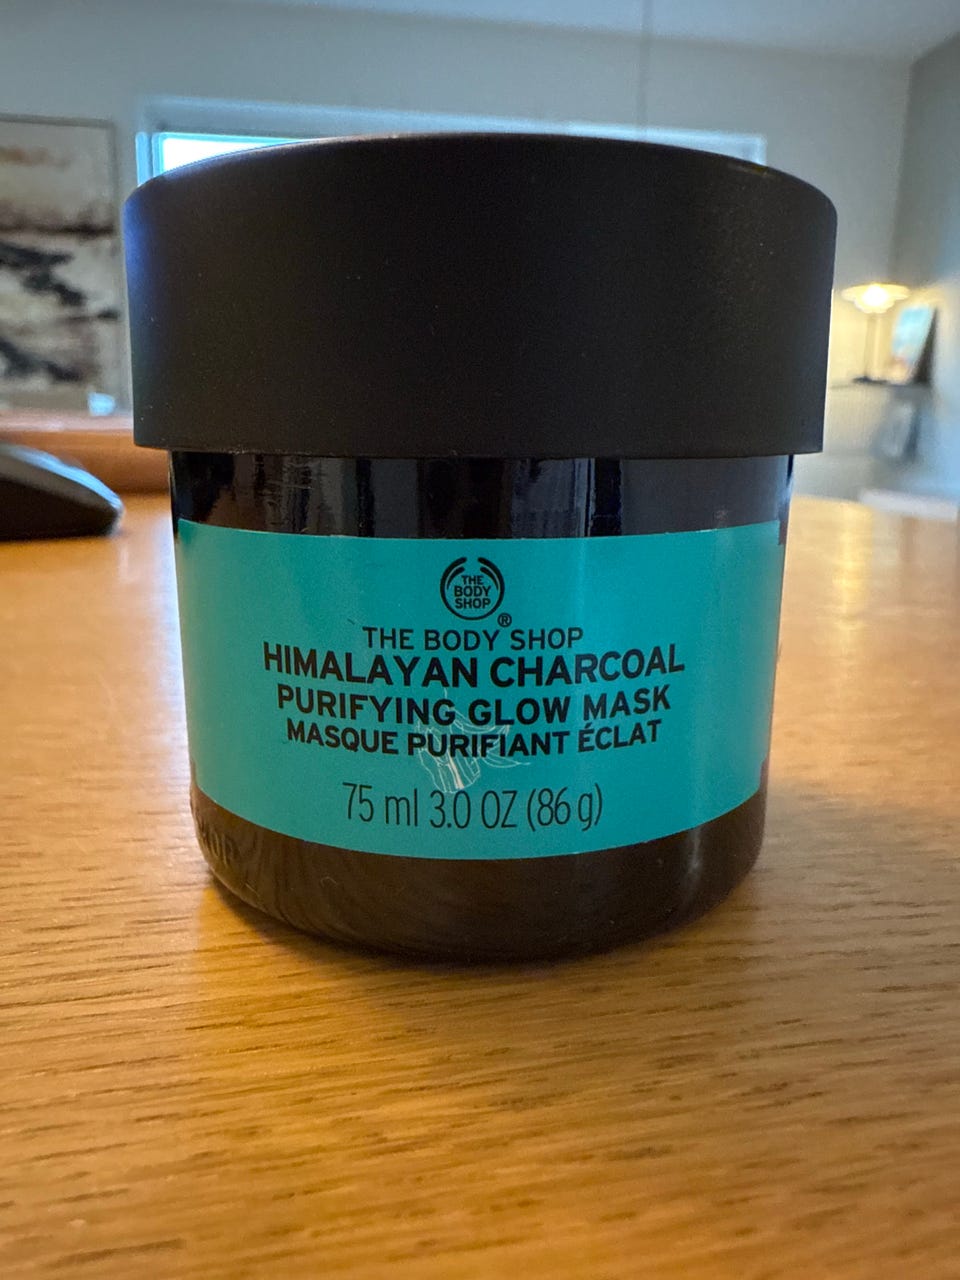 THE
BODY
SHOP
®
THE BODY SHOP
HIMALAYAN CHARCOAL
PURIFYING GLOW MASK
MASQUE PURIFIANT ÉCLAT
75 ml 3.0 OZ (86 g)